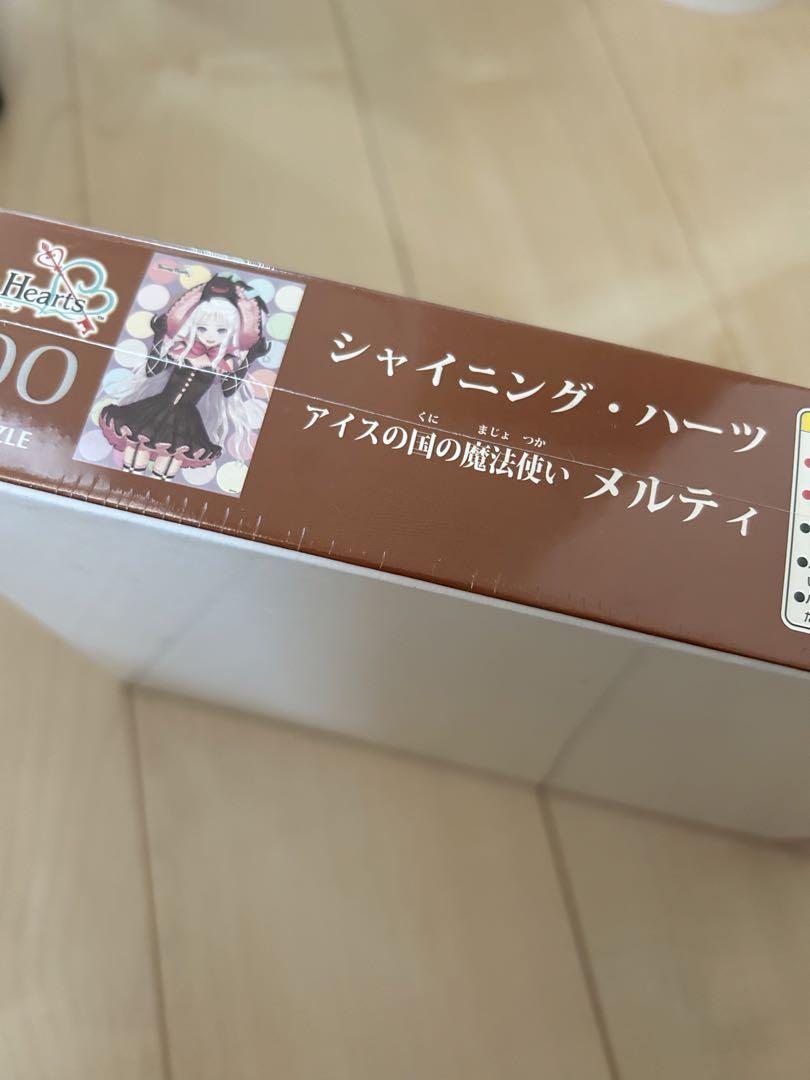 Hearts
TM
00
ZLE
シャイニング・ハーツ
くに まじょ つか
アイスの国の魔法使い メルティ